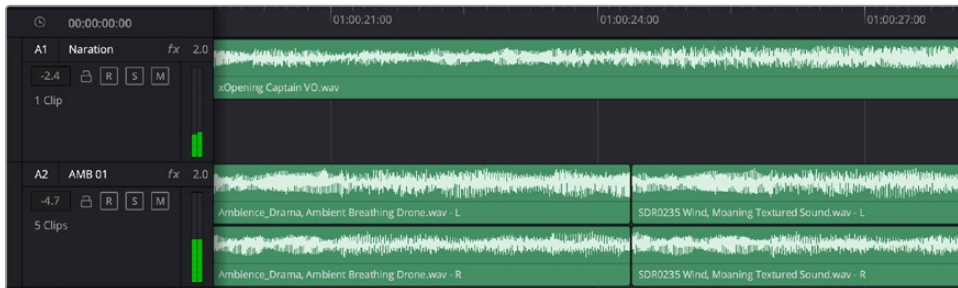 00:00:00:00
01:00:21:00
01:00:24:00
01:00:27:00
A1 Naration fx 2.0
-2.4 R S M
1 Clip
xOpening Captain VO.wav
A2 AMB 01 fx 2.0
-4.7 R S M
5 Clips
Ambience_Drama, Ambient Breathing Drone.wav - L
SDR0235 Wind, Moaning Textured Sound.wav - L
Ambience_Drama, Ambient Breathing Drone.wav - R
SDR0235 Wind, Moaning Textured Sound.wav - R